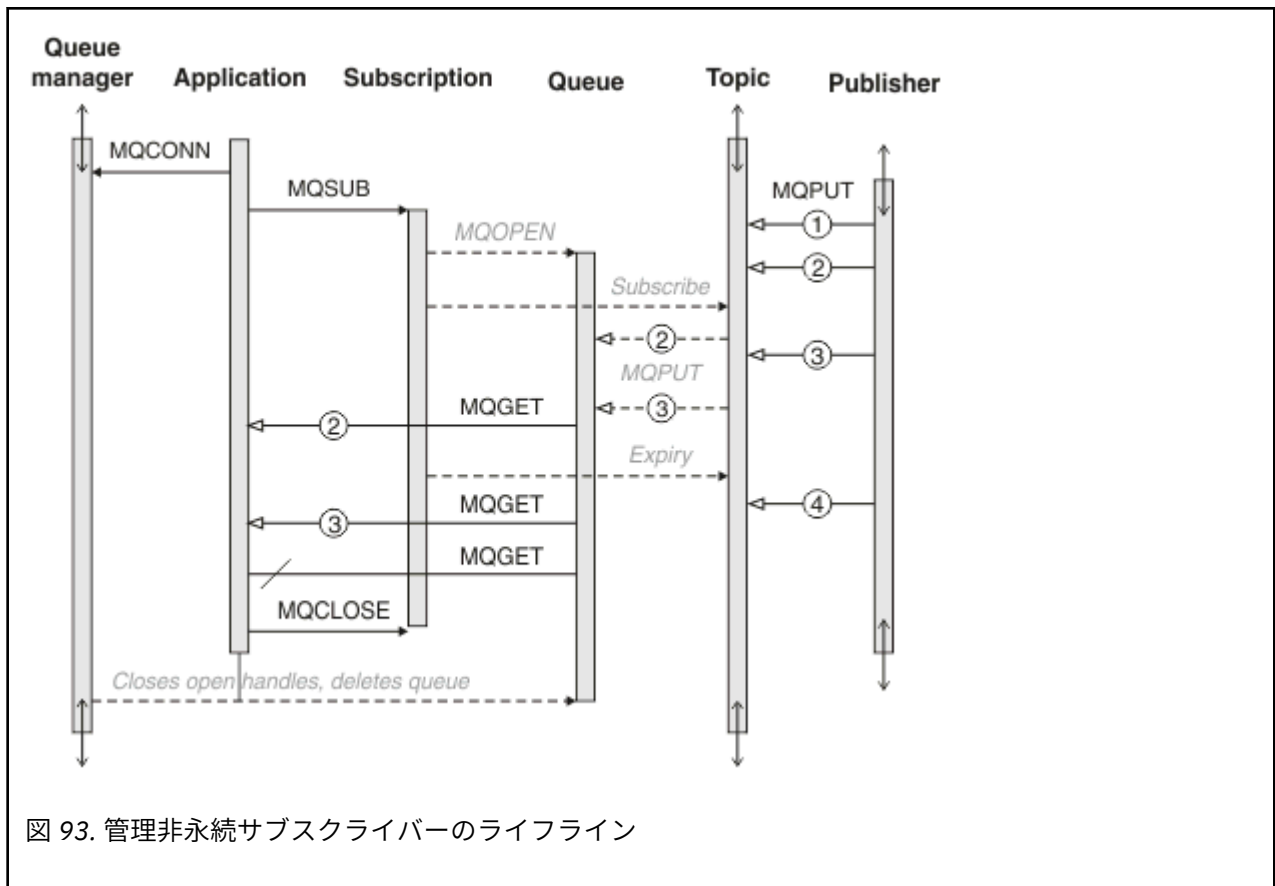 Queue
manager
Application
Subscription
Queue
Topic
Publisher
MQCONN
MQSUB
MQPUT
①
MQOPEN
②
Subscribe
②
③
MQPUT
③
MQGET
②
Expiry
④
MQGET
③
MQGET
MQCLOSE
Closes open handles, deletes queue
図 93. 管理非永続サブスクライバーのライフライン